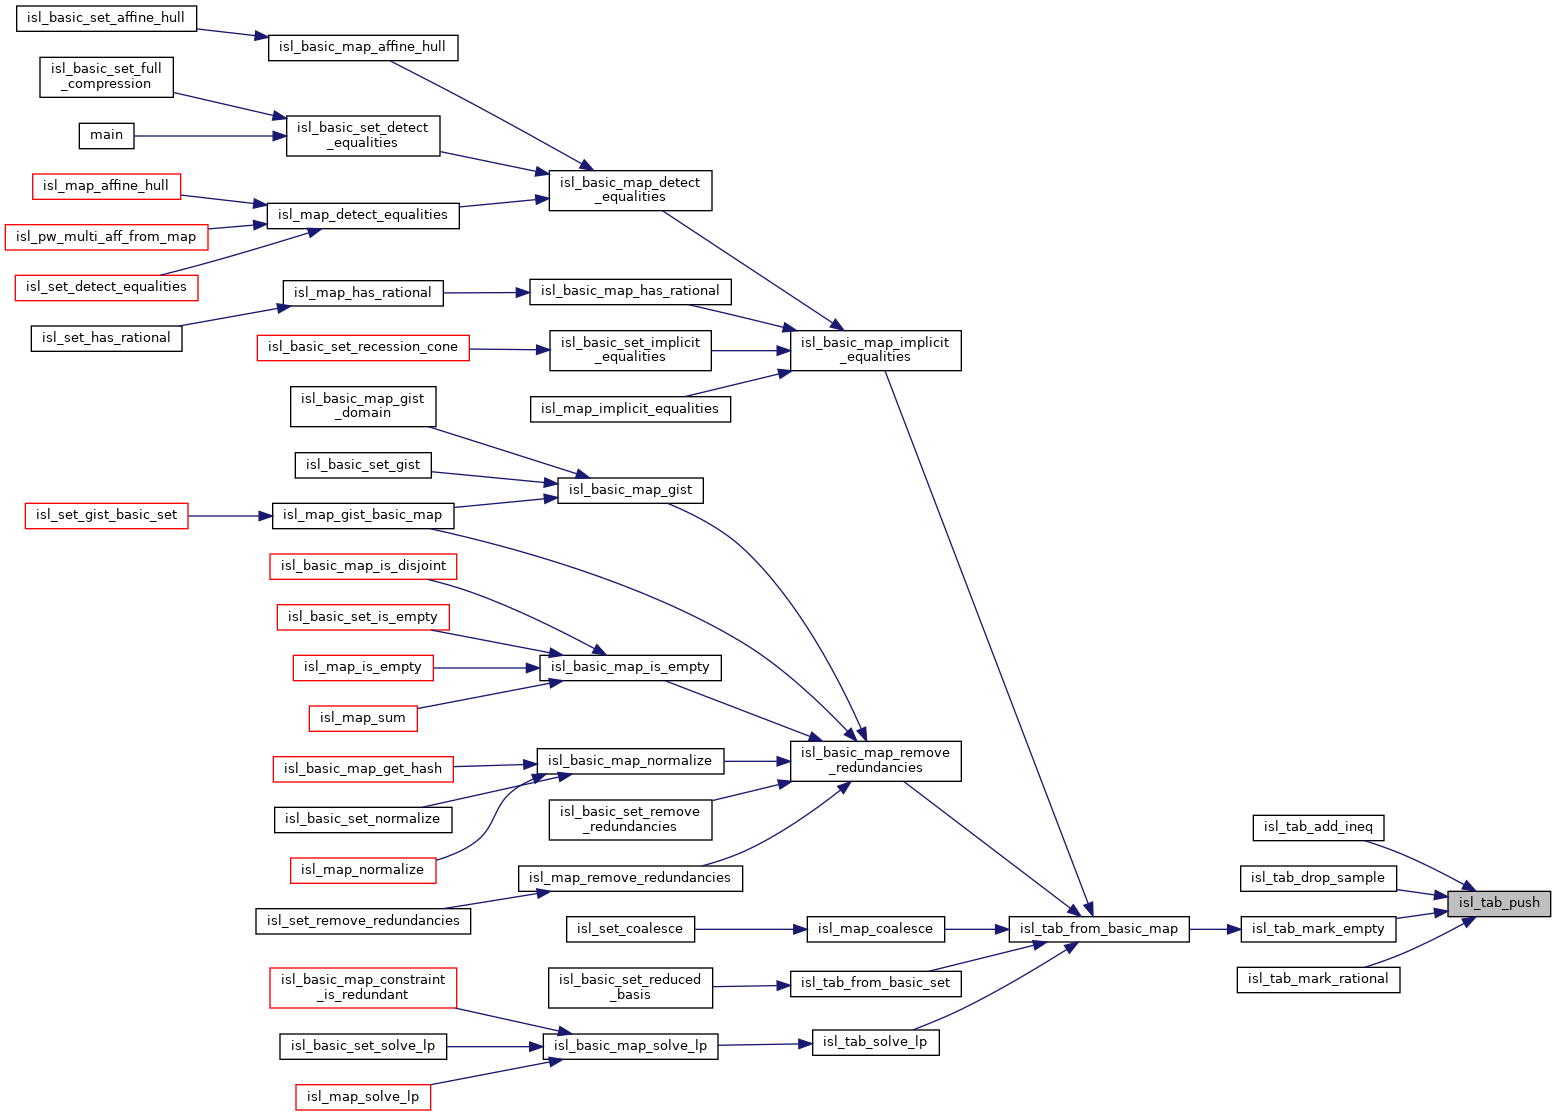 isl_basic_set_affine_hull
isl_basic_map_affine_hull
isl_basic_set_full
_compression
isl_basic_set_detect
_equalities
main
isl_map_affine_hull
isl_basic_map_detect
_equalities
isl_map_detect_equalities
isl_pw_multi_aff_from_map
isl_set_detect_equalities
isl_map_has_rational
isl_basic_map_has_rational
isl_set_has_rational
isl_basic_set_recession_cone
isl_basic_set_implicit
_equalities
isl_basic_map_implicit
_equalities
isl_map_implicit_equalities
isl_basic_map_gist
_domain
isl_basic_set_gist
isl_basic_map_gist
isl_set_gist_basic_set
isl_map_gist_basic_map
isl_basic_map_is_disjoint
isl_basic_set_is_empty
isl_map_is_empty
isl_basic_map_is_empty
isl_map_sum
isl_basic_map_get_hash
isl_basic_map_normalize
isl_basic_map_remove
_redundancies
isl_basic_set_normalize
isl_basic_set_remove
_redundancies
isl_map_normalize
isl_map_remove_redundancies
isl_set_remove_redundancies
isl_tab_add_ineq
isl_tab_drop_sample
isl_tab_push
isl_set_coalesce
isl_map_coalesce
isl_tab_from_basic_map
isl_tab_mark_empty
isl_tab_mark_rational
isl_basic_map_constraint
_is_redundant
isl_basic_set_reduced
_basis
isl_tab_from_basic_set
isl_basic_set_solve_lp
isl_basic_map_solve_lp
isl_tab_solve_lp
isl_map_solve_lp